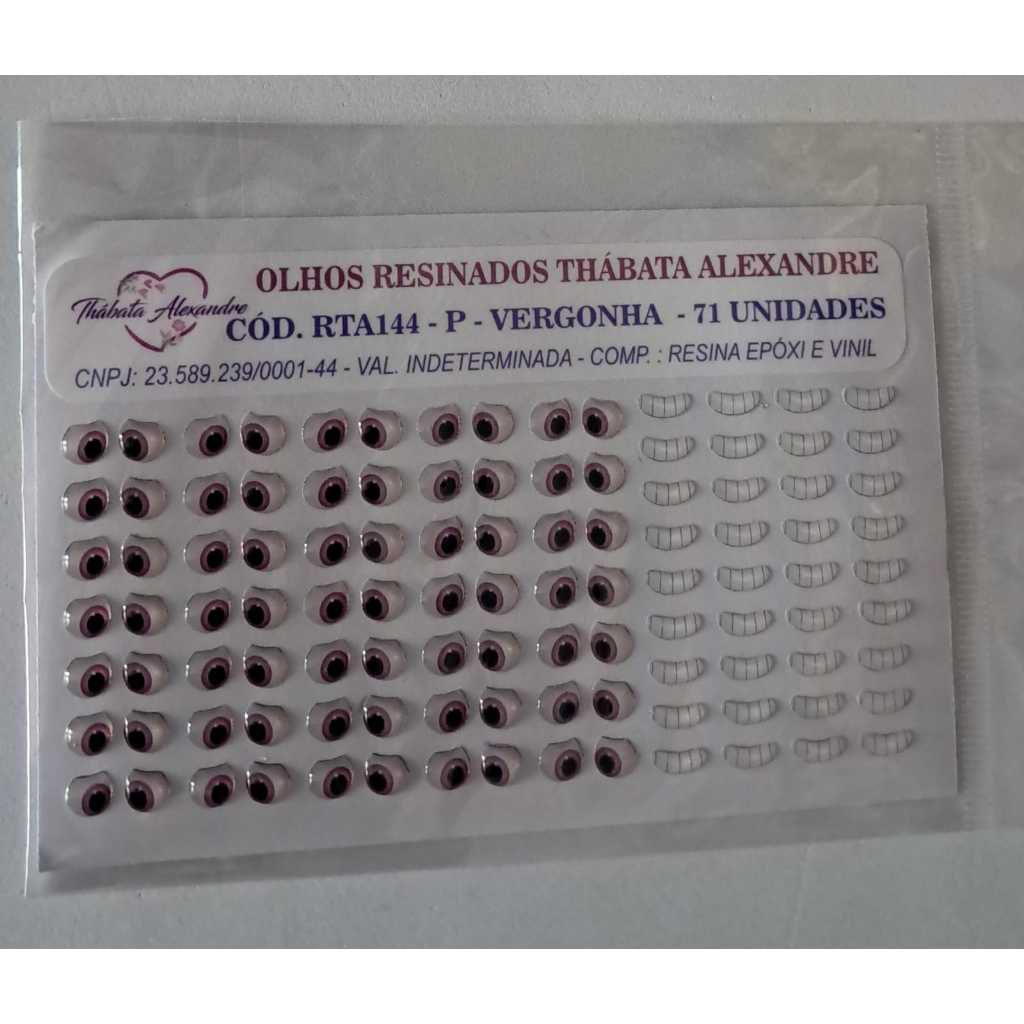 OLHOS RESINADOS THÁBATA ALEXANDRE
Thábata Alexandre
CÓD. RTA144 - P - VERGONHA - 71 UNIDADES
CNPJ: 23.589.239/0001-44 - VAL. INDETERMINADA - COMP. : RESINA EPÓXI E VINIL